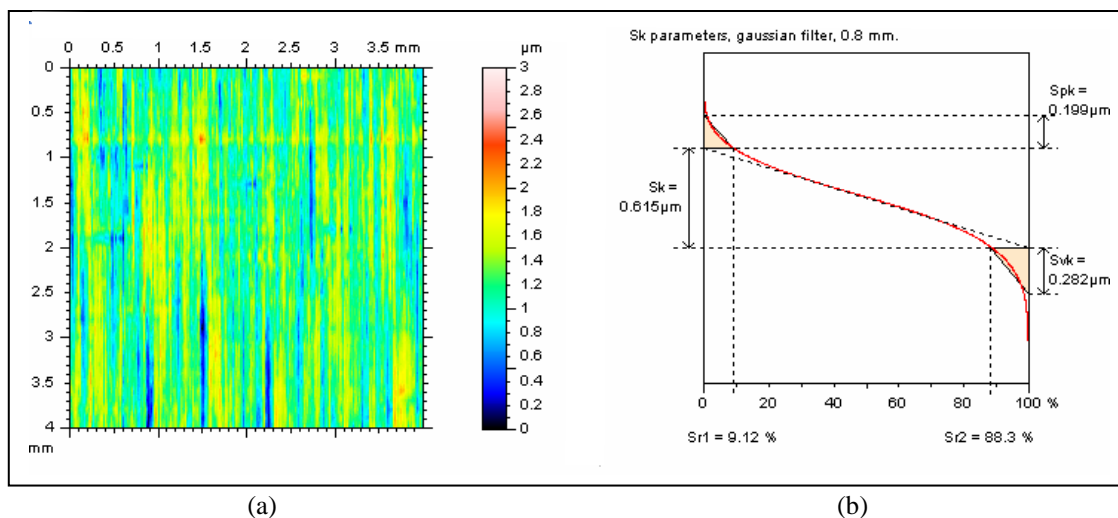 0 0.5 1 1.5 2 2.5 3 3.5 mm
µm
0
0.5
1
1.5
2
2.5
3
3.5
4
mm
3
2.8
2.6
2.4
2.2
2
1.8
1.6
1.4
1.2
1
0.8
0.6
0.4
0.2
0
Sk parameters, gaussian filter, 0.8 mm.
Spk =
0.199µm
Sk =
0.615µm
Svk =
0.282µm
0 20 40 60 80 100 %
Sr1 = 9.12 %
Sr2 = 88.3 %
(a)
(b)